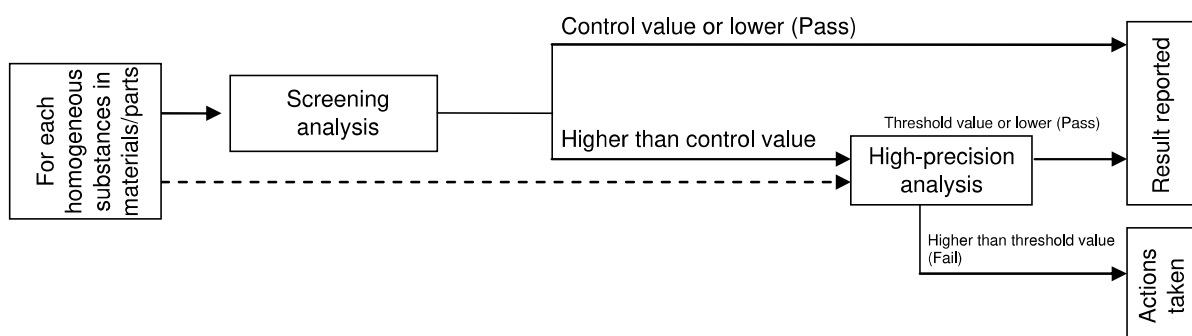 For each
homogeneous
substances in
materials/parts
Screening
analysis
Control value or lower (Pass)
Higher than control value
Threshold value or lower (Pass)
High-precision
analysis
Higher than threshold value
(Fail)
Result reported
Actions
taken